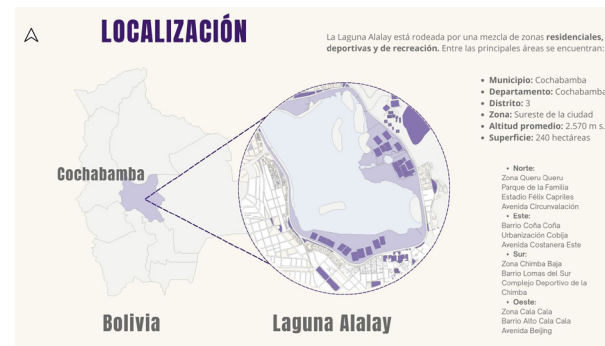 LOCALIZACIÓN
La Laguna Alalay está rodeada por una mezcla de zonas residenciales,
deportivas y de recreación. Entre las principales áreas se encuentran:
• Municipio: Cochabamba
• Departamento: Cochabamba
• Distrito: 3
• Zona: Sureste de la ciudad
• Altitud promedio: 2.570 m s.
• Superficie: 240 hectáreas
• Norte:
Zona Queru Queru
Parque de la Familia
Estadio Félix Capriles
Avenida Circunvalación
• Este:
Barrio Coña Coña
Urbanización Cobija
Avenida Costanera Este
• Sur:
Zona Chimba Baja
Barrio Lomas del Sur
Complejo Deportivo de la
Chimba
• Oeste:
Zona Cala Cala
Barrio Alto Cala Cala
Avenida Beijing
Cochabamba
Bolivia
Laguna Alalay